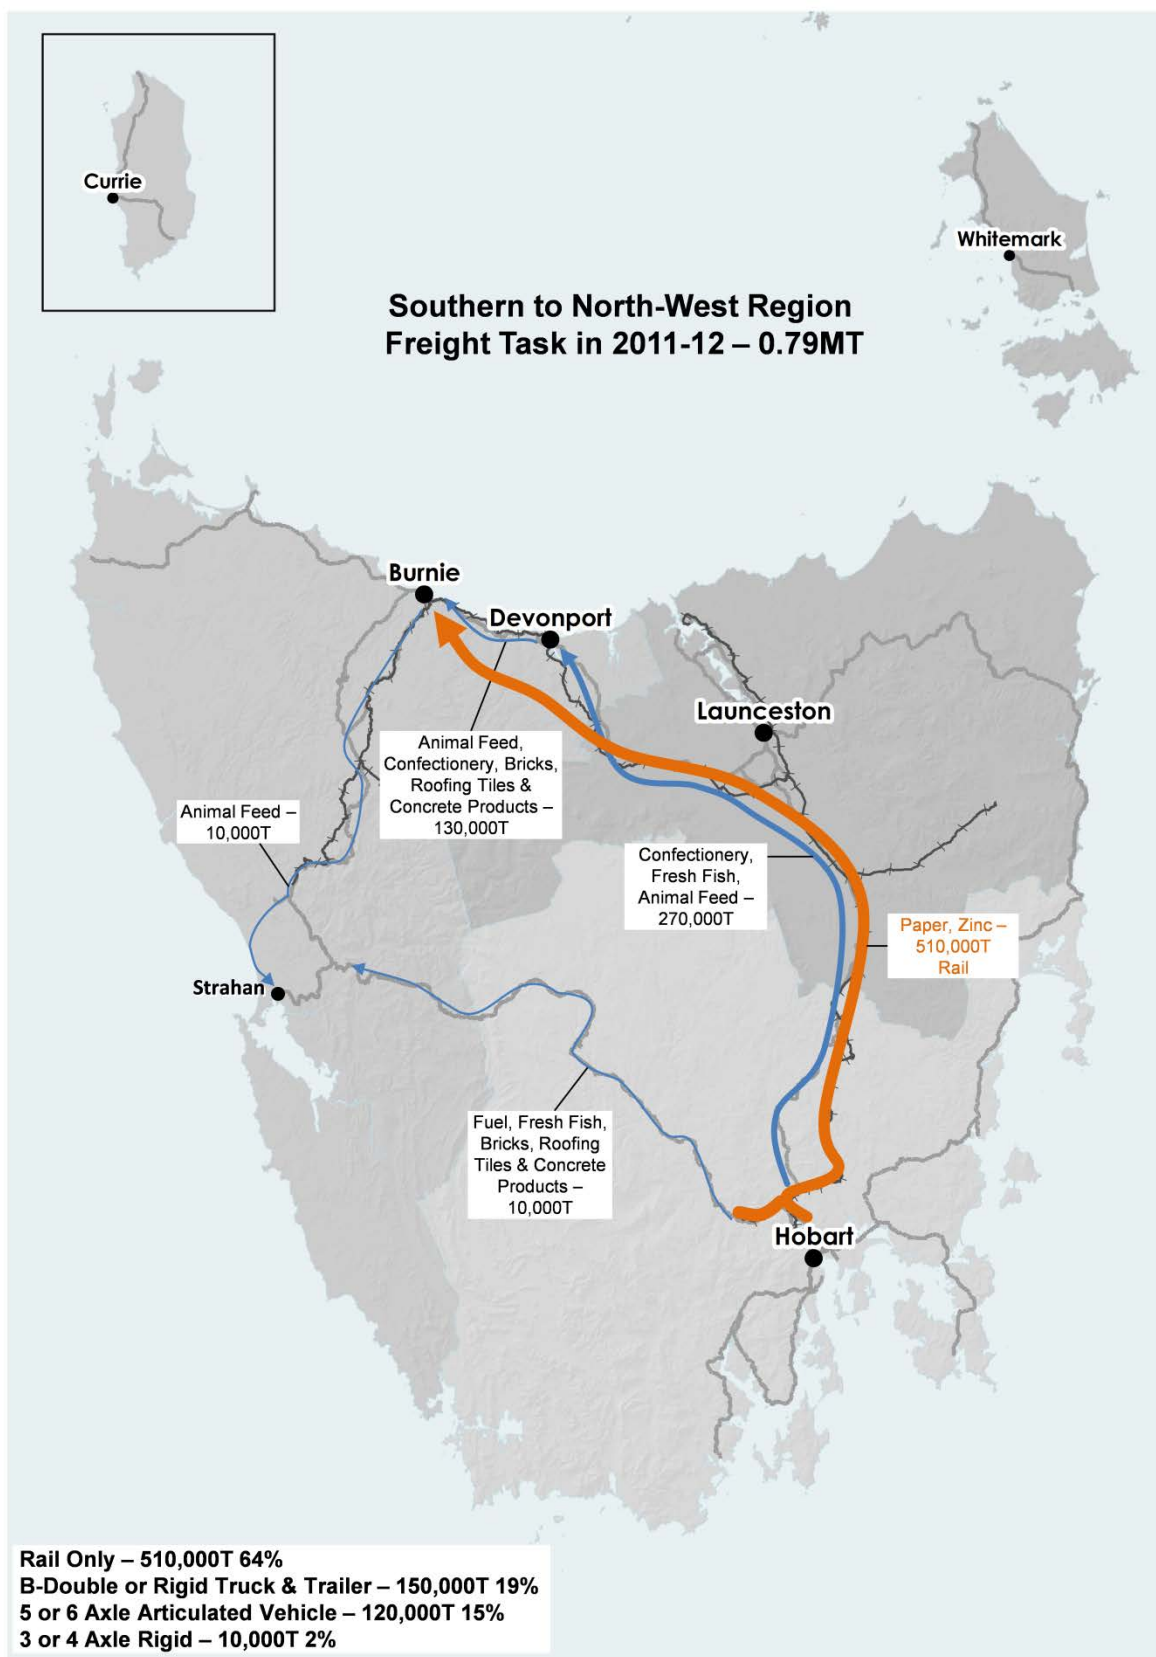 Currie
Whitemark
Southern to North-West Region
Freight Task in 2011-12 – 0.79MT
Burnie
Devonport
Launceston
Animal Feed,
Confectionery, Bricks,
Roofing Tiles &
Concrete Products –
130,000T
Animal Feed –
10,000T
Confectionery,
Fresh Fish,
Animal Feed –
270,000T
Paper, Zinc –
510,000T
Rail
Strahan
Fuel, Fresh Fish,
Bricks, Roofing
Tiles & Concrete
Products –
10,000T
Hobart
Rail Only – 510,000T 64%
B-Double or Rigid Truck & Trailer – 150,000T 19%
5 or 6 Axle Articulated Vehicle – 120,000T 15%
3 or 4 Axle Rigid – 10,000T 2%